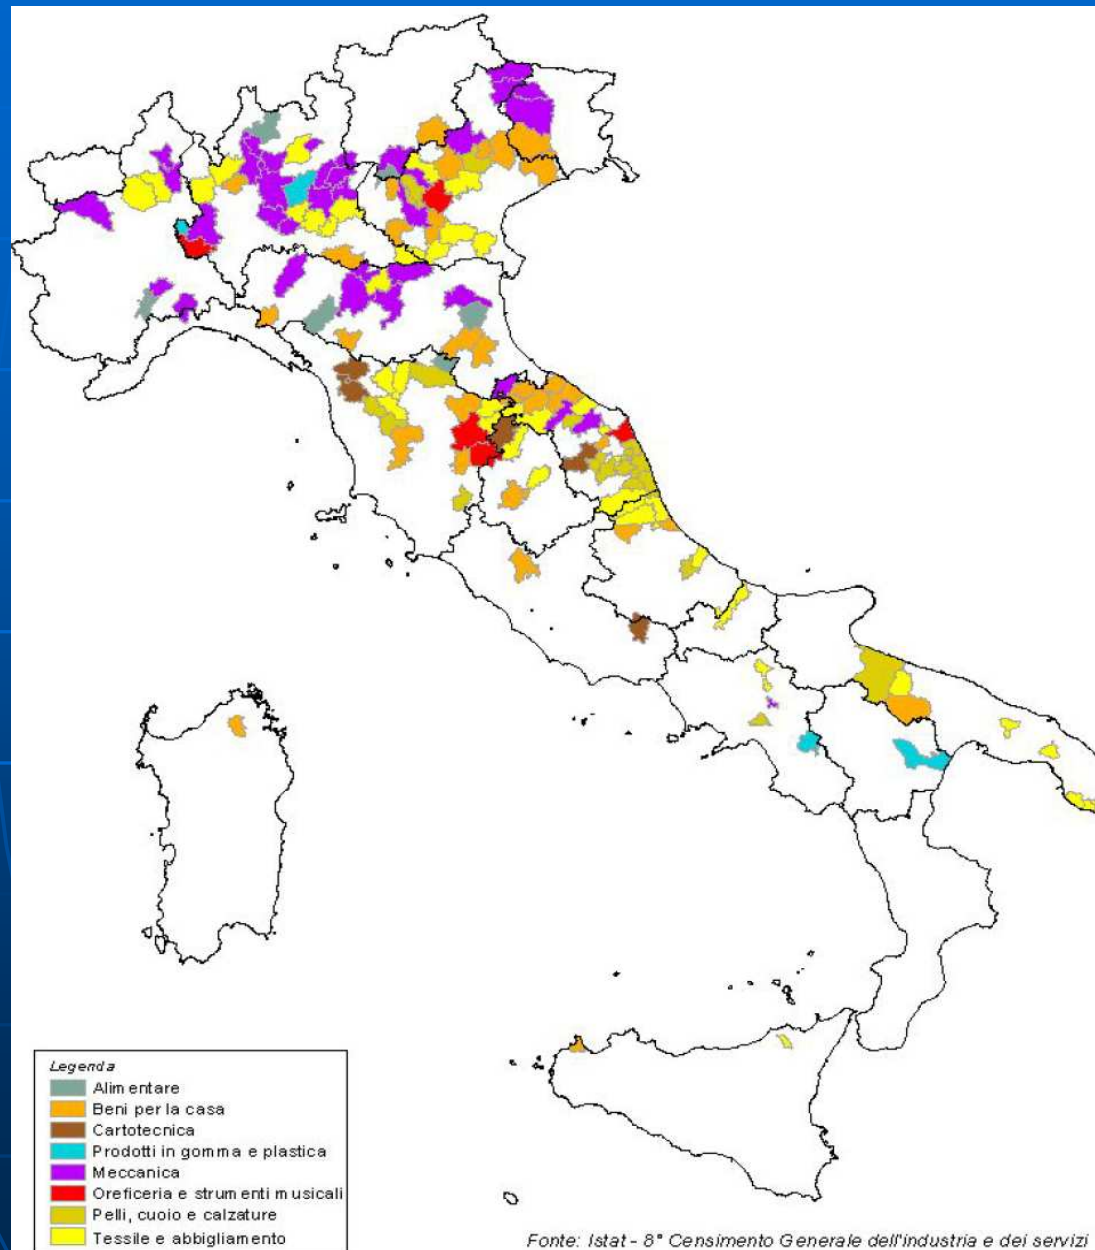 Legenda
Alimentare
Beni per la casa
Cartotecnica
Prodotti in gomma e plastica
Meccanica
Oreficeria e strumenti musicali
Pelli, cuoio e calzature
Tessile e abbigliamento
Fonte: Istat - 8° Censimento Generale dell'industria e dei servizi